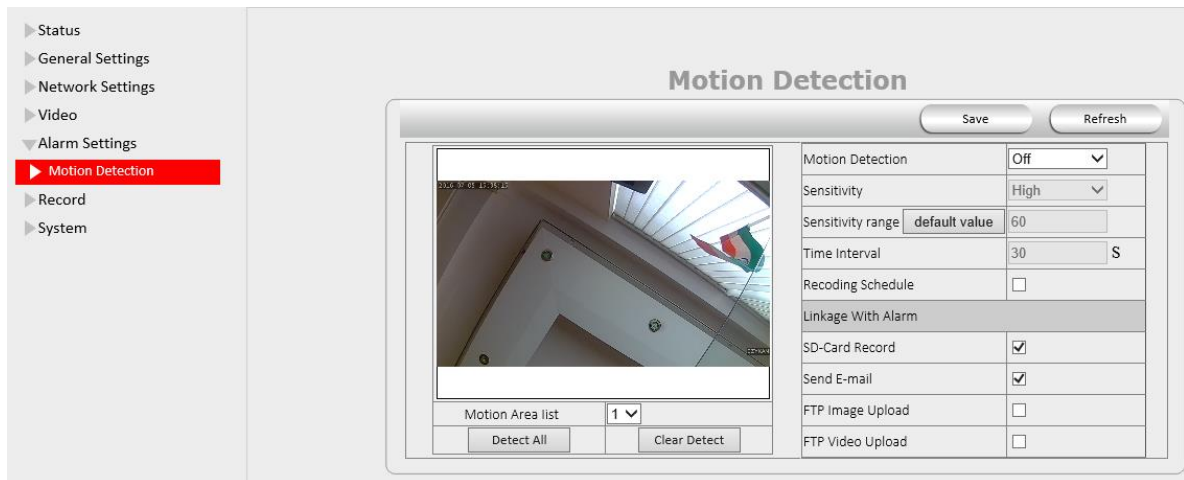 Status
General Settings
Network Settings
Video
Alarm Settings
Motion Detection
Record
System
Motion Detection
Save Refresh
Motion Detection Off
Sensitivity High
Sensitivity range default value 60
Time Interval 30 S
Recoding Schedule
Linkage With Alarm
SD-Card Record
Send E-mail
FTP Image Upload
FTP Video Upload
Motion Area list 1
Detect All Clear Detect